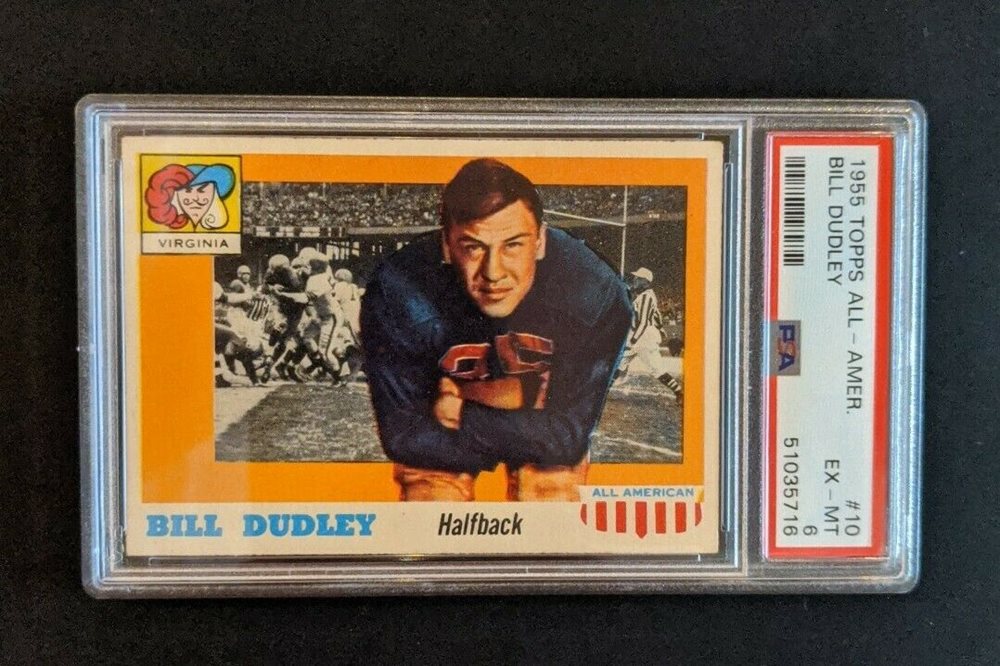 VIRGINIA
BILL DUDLEY
Halfback
ALL AMERICAN
1955 TOPPS ALL - AMER. #10
BILL DUDLEY EX - MT
6
PSA
51035716